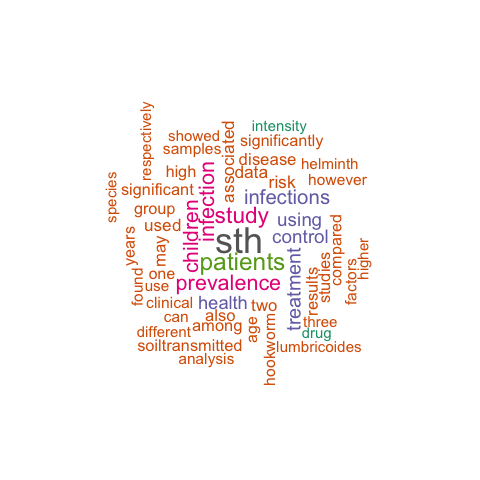 intensity
showed
significantly
samples
respectively
associated
disease
helminth
high
data
risk
however
species
significant
infection
infections
children
group
study
using
used
sth
control
years
may
patients
compared
higher
one
prevalence
treatment
results
studies
factors
found
use
clinical
health
two
can
also
three
different
among
age
drug
soiltransmitted
hookworm
lumbricoides
analysis